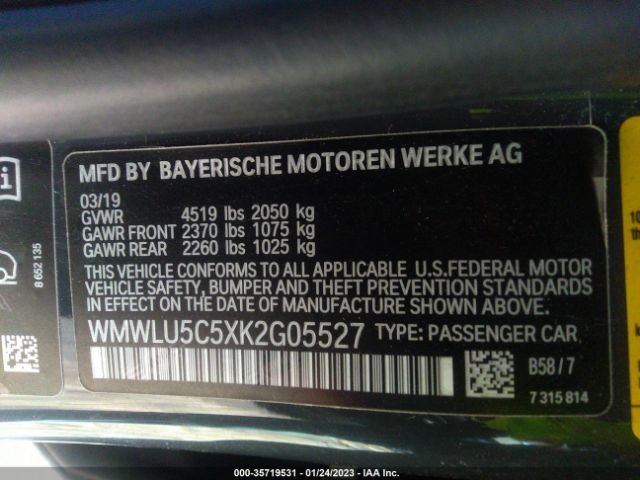 MFD BY BAYERISCHE MOTOREN WERKE AG
03/19
GVWR 4519 lbs 2050 kg
GAWR FRONT 2370 lbs 1075 kg
GAWR REAR 2260 lbs 1025 kg
THIS VEHICLE CONFORMS TO ALL APPLICABLE U.S.FEDERAL MOTOR
VEHICLE SAFETY, BUMPER AND THEFT PREVENTION STANDARDS
IN EFFECT ON THE DATE OF MANUFACTURE SHOWN ABOVE.
WMWLU5C5XK2G05527 TYPE: PASSENGER CAR
B58/7
7 315 814
8 652 135
i
10
th
000-35719531 - 01/24/2023 - IAA Inc.